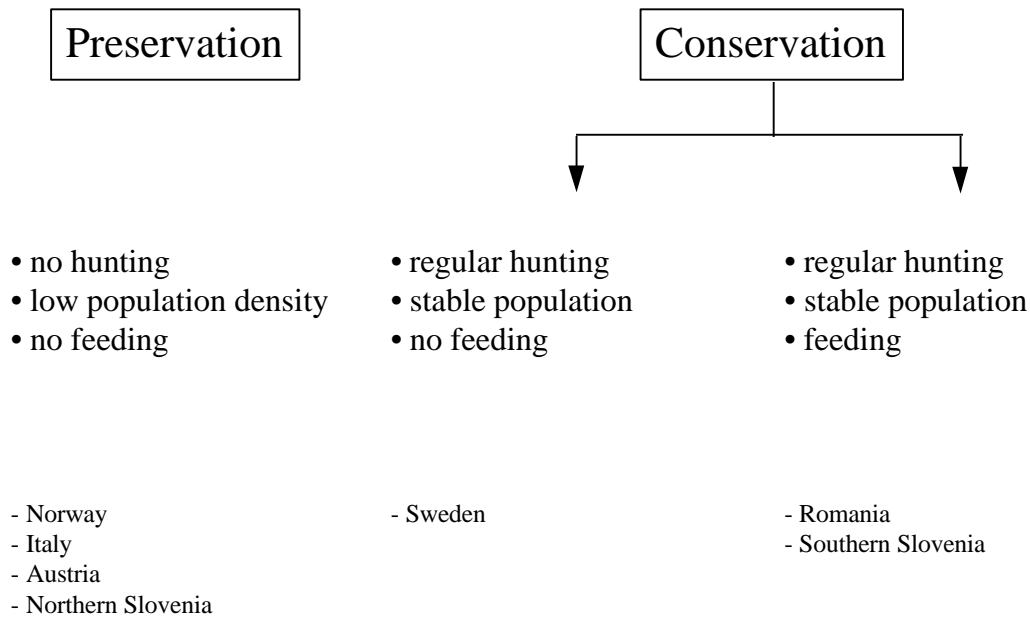 Preservation
Conservation
• no hunting
• low population density
• no feeding
• regular hunting
• stable population
• no feeding
• regular hunting
• stable population
• feeding
- Norway
- Italy
- Austria
- Northern Slovenia
- Sweden
- Romania
- Southern Slovenia